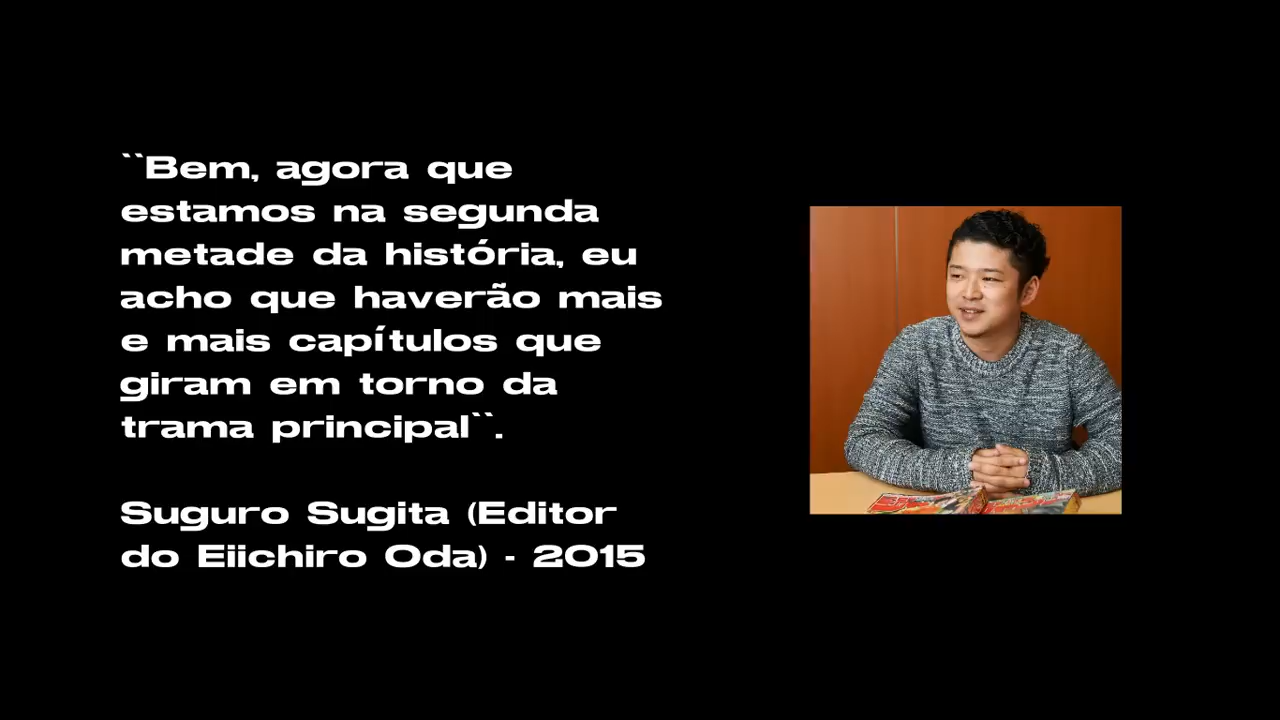 ``Bem, agora que
estamos na segunda
metade da história, eu
acho que haverão mais
e mais capítulos que
giram em torno da
trama principal``.
Suguro Sugita (Editor
do Eiichiro Oda) - 2015